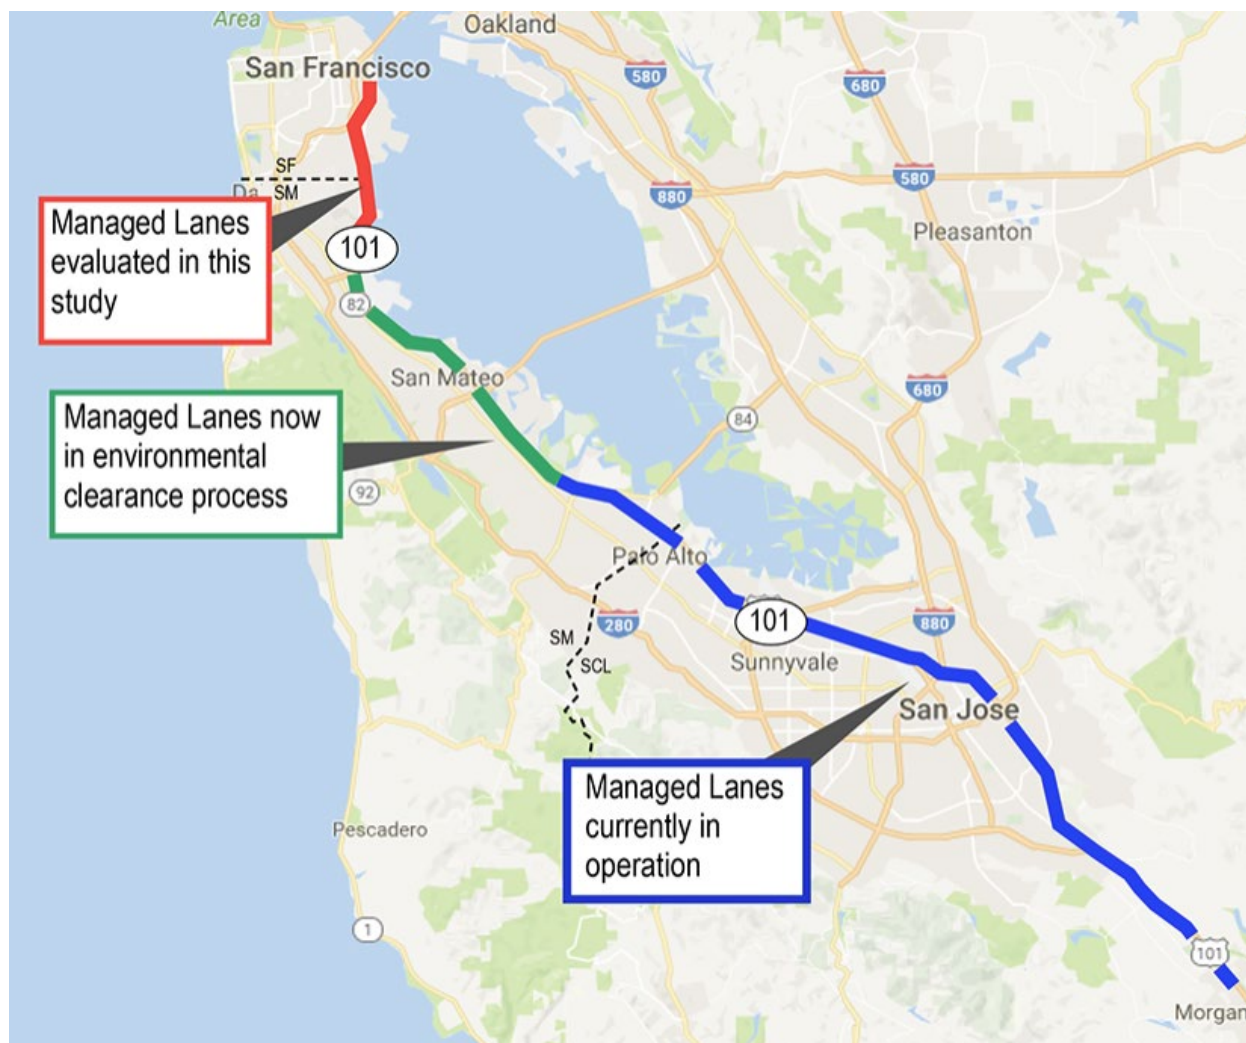 Area
Oakland
San Francisco
580
680
SF
SM
Da
880
580
Managed Lanes
evaluated in this
study
101
Pleasanton
82
San Mateo
680
Managed Lanes now
in environmental
clearance process
84
92
Palo Alto
101
280
880
SM
SCL
Sunnyvale
San Jose
Managed Lanes
currently in
operation
Pescadero
1
101
Morgan